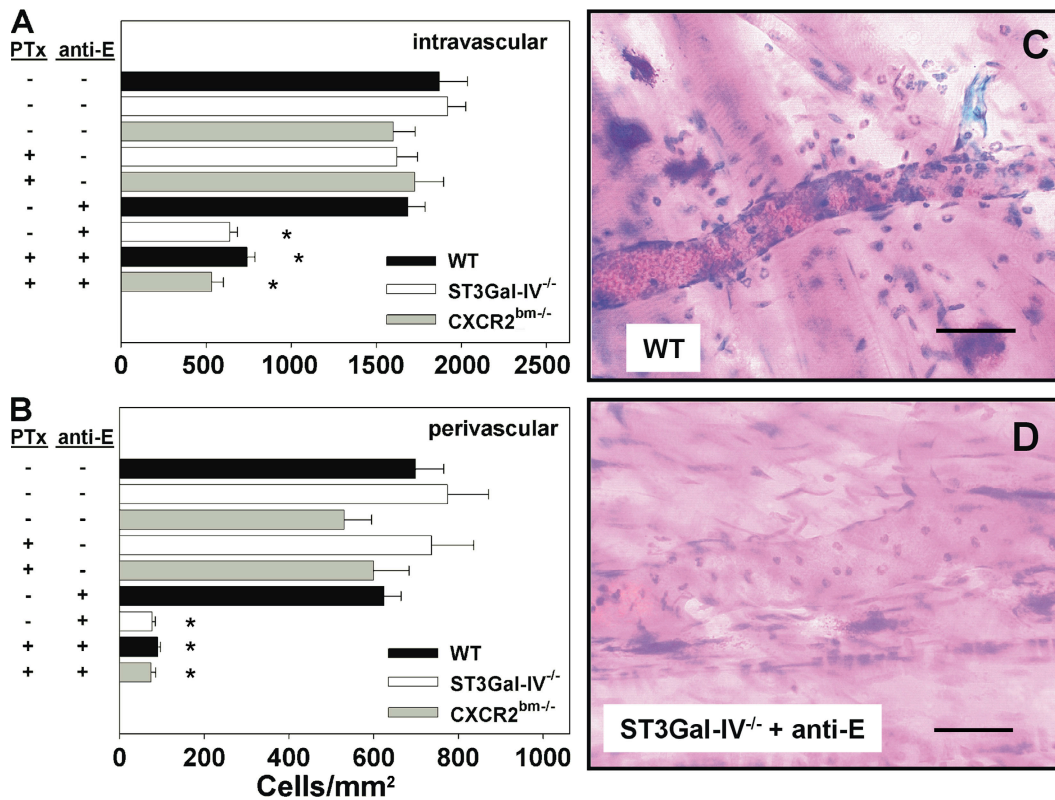 A
PTx anti-E
intravascular
- -
- -
- -
+ -
+ -
- +
- + *
+ + *
+ + *
WT
ST3Gal-IV-/-
CXCR2bm-/-
0 500 1000 1500 2000 2500
B
PTx anti-E
perivascular
- -
- -
- -
+ -
+ -
- +
- + *
+ + *
+ + *
WT
ST3Gal-IV-/-
CXCR2bm-/-
0 200 400 600 800 1000
Cells/mm2
C
WT
D
ST3Gal-IV-/- + anti-E